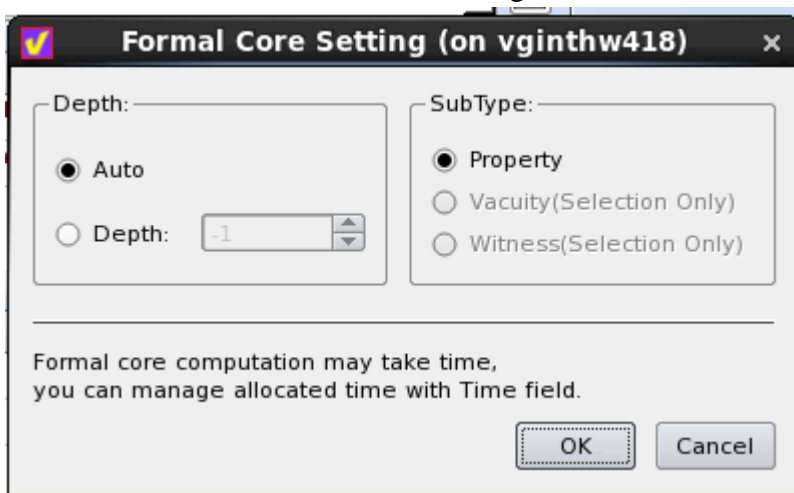 Formal Core Setting (on vginthw418)
Depth:
Auto
Depth: -1
SubType:
Property
Vacuity(Selection Only)
Witness(Selection Only)
Formal core computation may take time,
you can manage allocated time with Time field.
OK Cancel